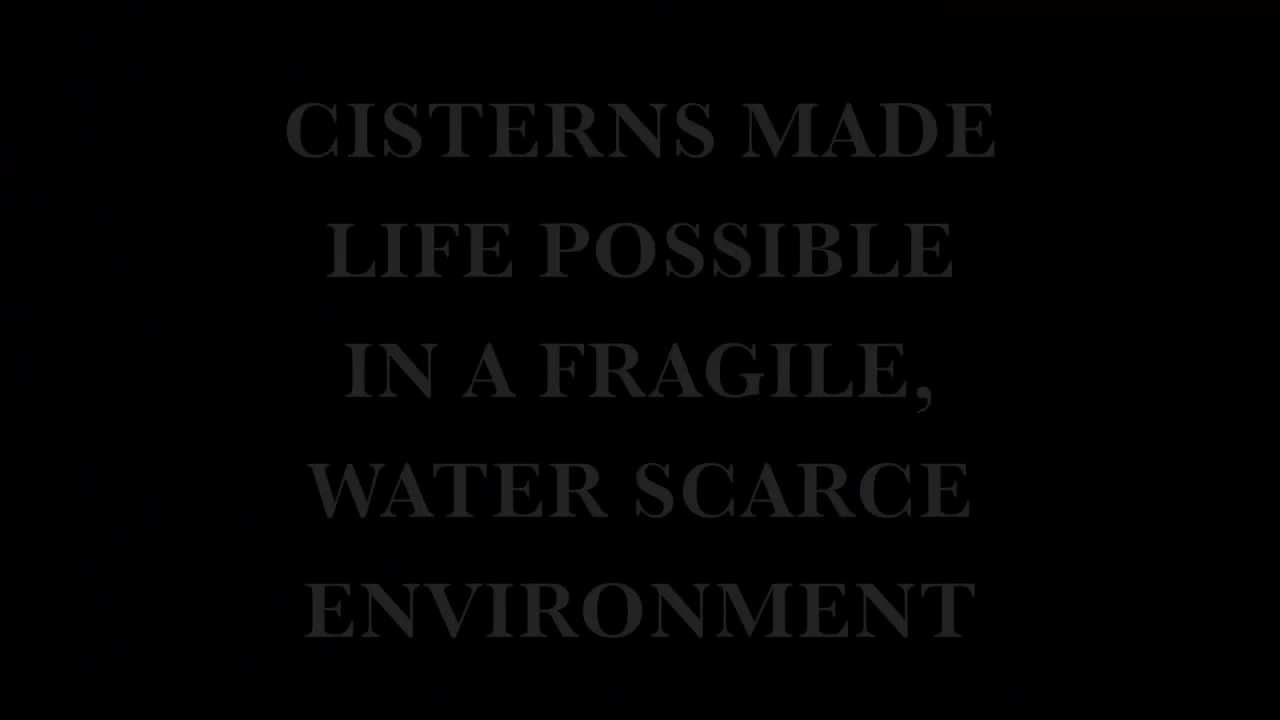 CISTERNS MADE
LIFE POSSIBLE
IN A FRAGILE,
WATER SCARCE
ENVIRONMENT